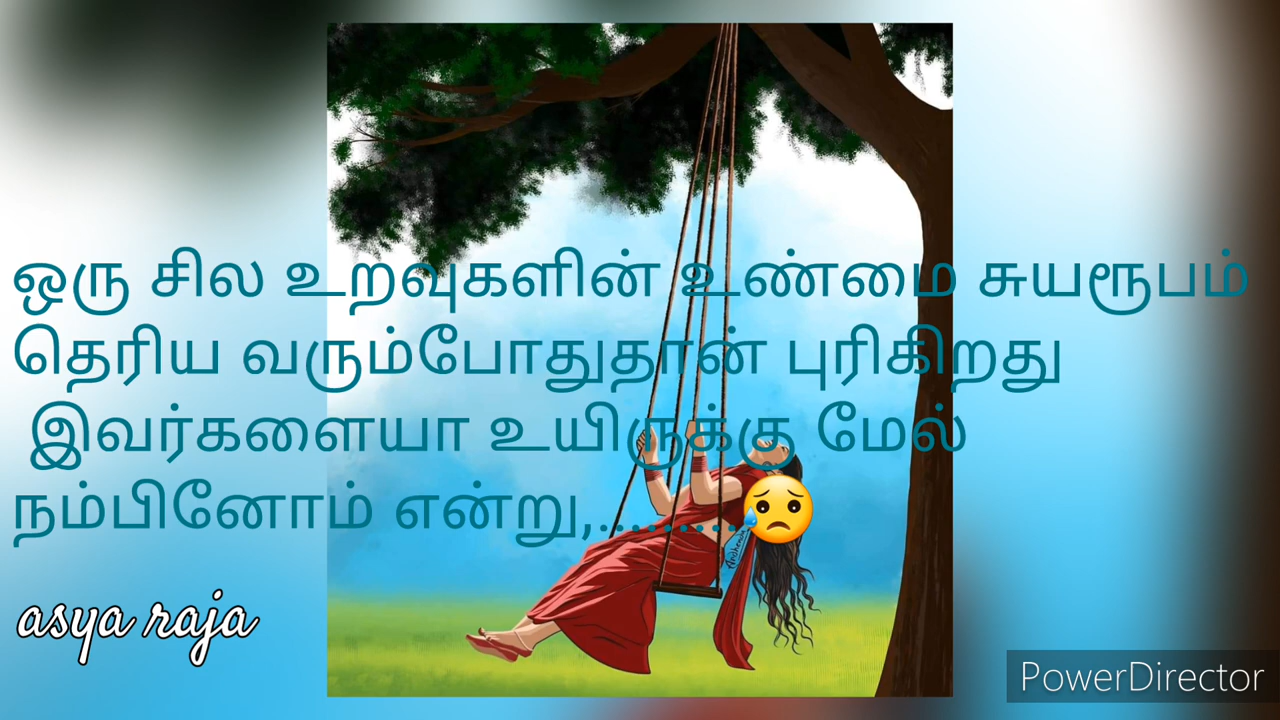 ஒரு சில உறவுகளின் உண்மை சுயரூபம்
தெரிய வரும்போதுதான் புரிகிறது
இவர்களையா உயிருக்கு மேல்
நம்பினோம் என்று,...........😥
asya raja
PowerDirector